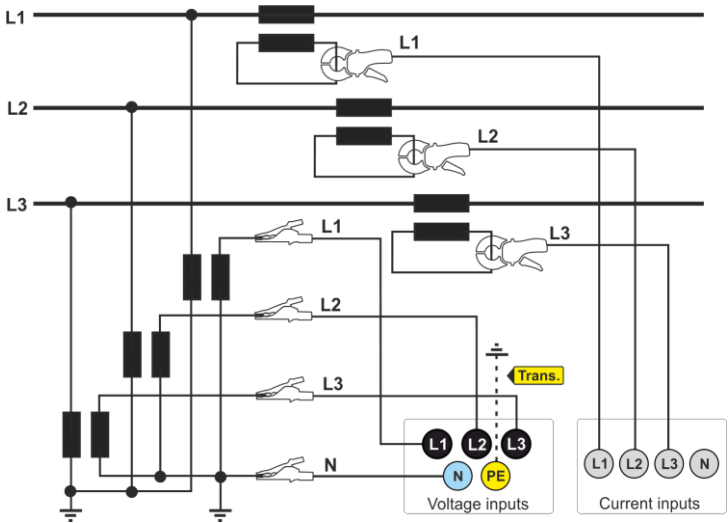 L1
L1
L2
L2
L3
L3
L1
L2
Trans.
L3
L1 L2 L3
N
N PE
Voltage inputs
L1 L2 L3 N
Current inputs